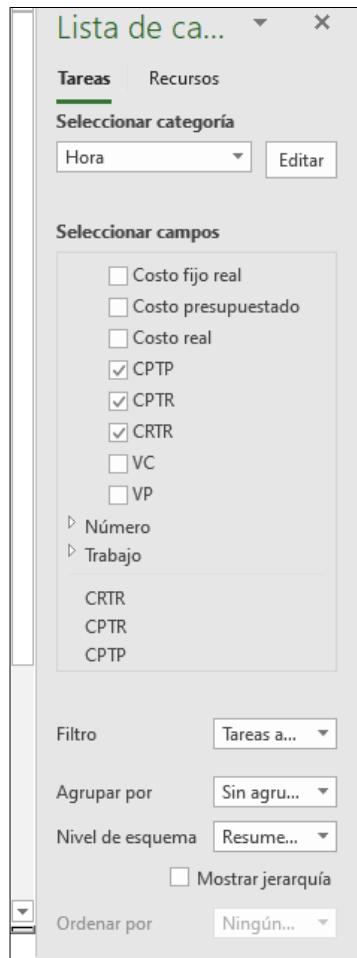 Lista de ca...
Tareas Recursos
Seleccionar categoría
Hora Editar
Seleccionar campos
Costo fijo real
Costo presupuestado
Costo real
CPTP
CPTR
CRTR
VC
VP
Número
Trabajo
CRTR
CPTR
CPTP
Filtro Tareas a...
Agrupar por Sin agru...
Nivel de esquema Resume...
Mostrar jerarquía
Ordenar por Ningún...